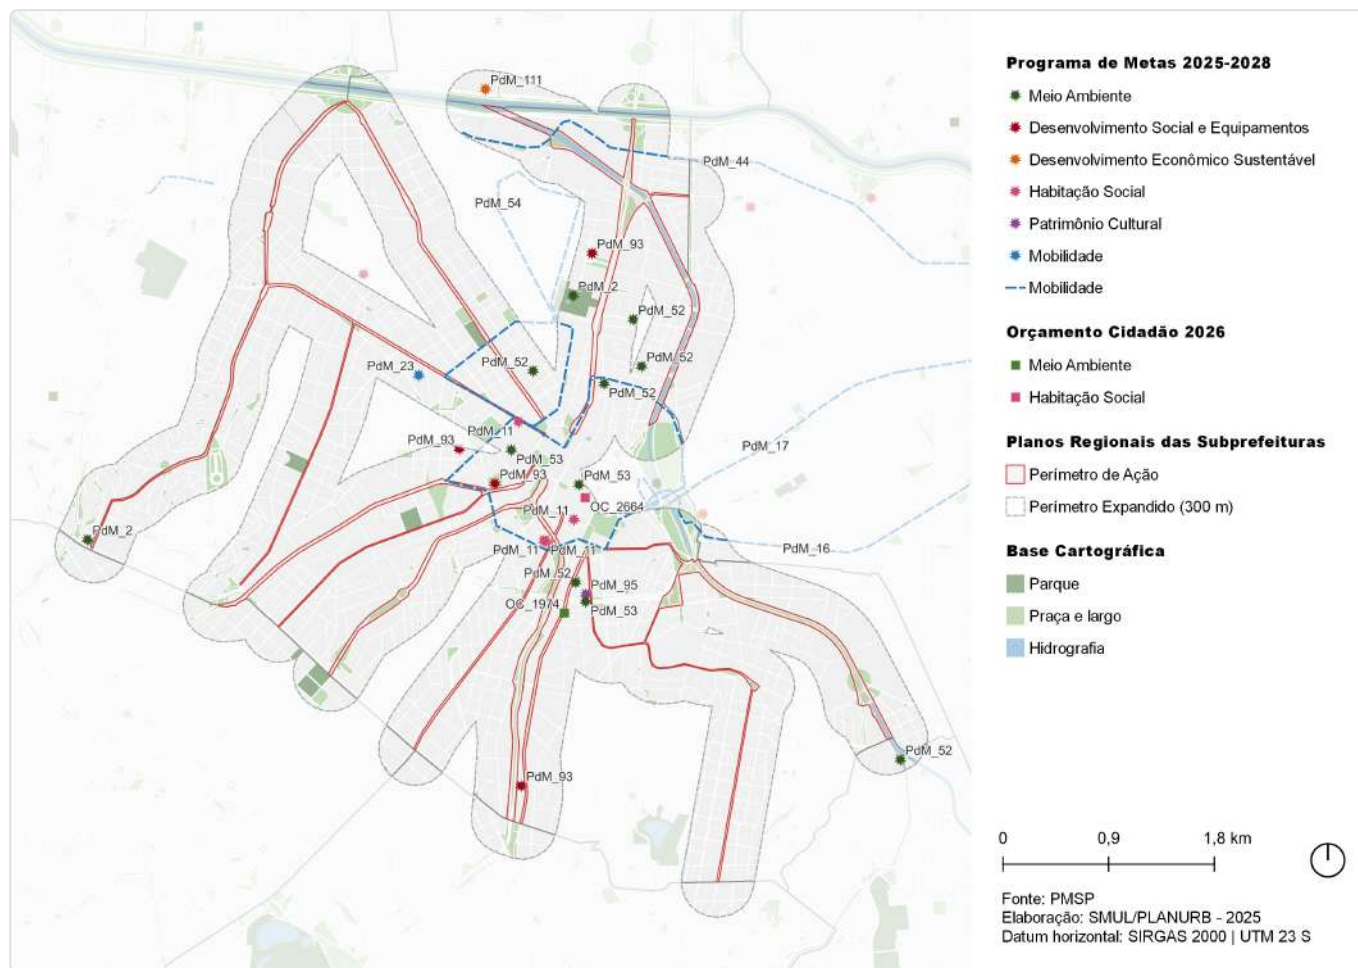 PdM_111
PdM_44
PdM_54
PdM_93
PdM_2
PdM_52
PdM_52
PdM_52
PdM_23
PdM_52
PdM_11
PdM_93
PdM_53
PdM_93
PdM_53
PdM_17
OC_2664
PdM_11
PdM_2
PdM_11
PdM_11
PdM_16
PdM_52
PdM_95
OC_1974
PdM_53
PdM_52
PdM_93
Programa de Metas 2025-2028
Meio Ambiente
Desenvolvimento Social e Equipamentos
Desenvolvimento Econômico Sustentável
Habitação Social
Patrimônio Cultural
Mobilidade
Mobilidade
Orçamento Cidadão 2026
Meio Ambiente
Habitação Social
Planos Regionais das Subprefeituras
Perímetro de Ação
Perímetro Expandido (300 m)
Base Cartográfica
Parque
Praça e largo
Hidrografia
0 0,9 1,8 km
Fonte: PMSP
Elaboração: SMUL/PLANURB - 2025
Datum horizontal: SIRGAS 2000 | UTM 23 S